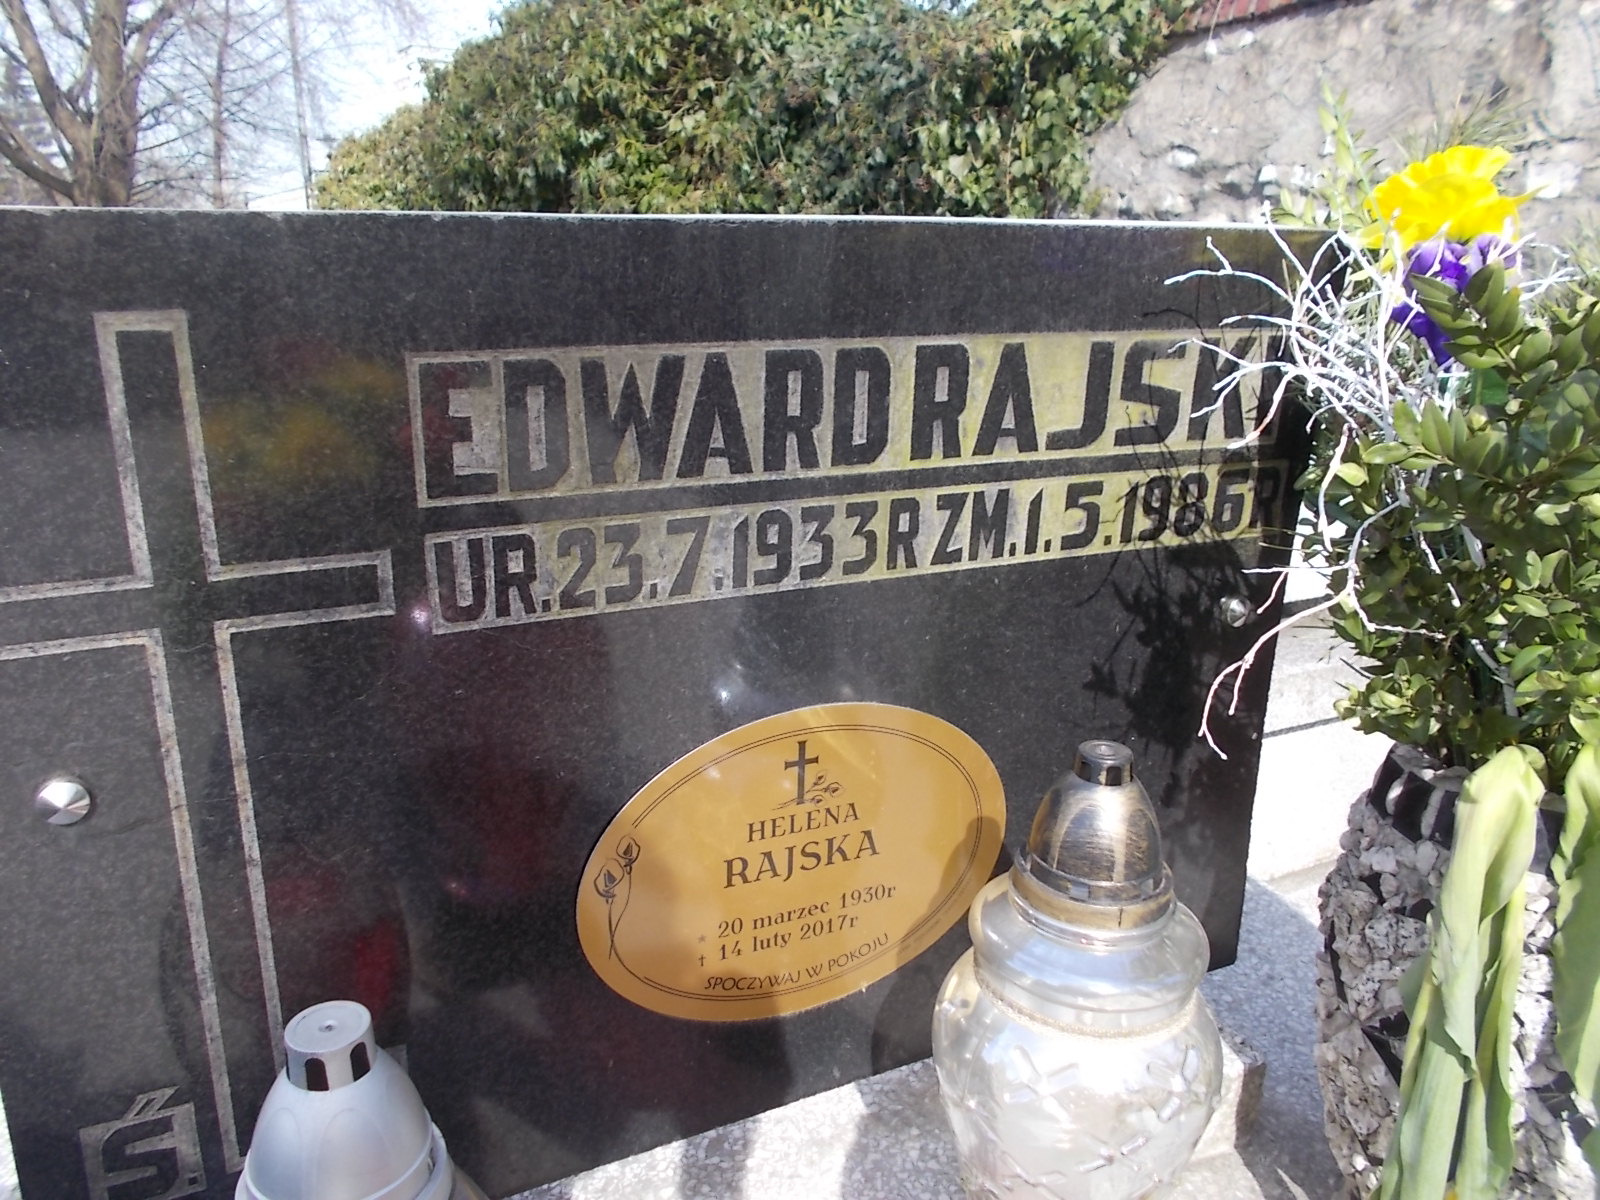 EDWARD RAJSKI
UR.23.7.1933R ZM.1.5.1986R
HELENA
RAJSKA
* 20 marzec 1930r
† 14 luty 2017r
SPOCZYWAJ W POKOJU
Ś.